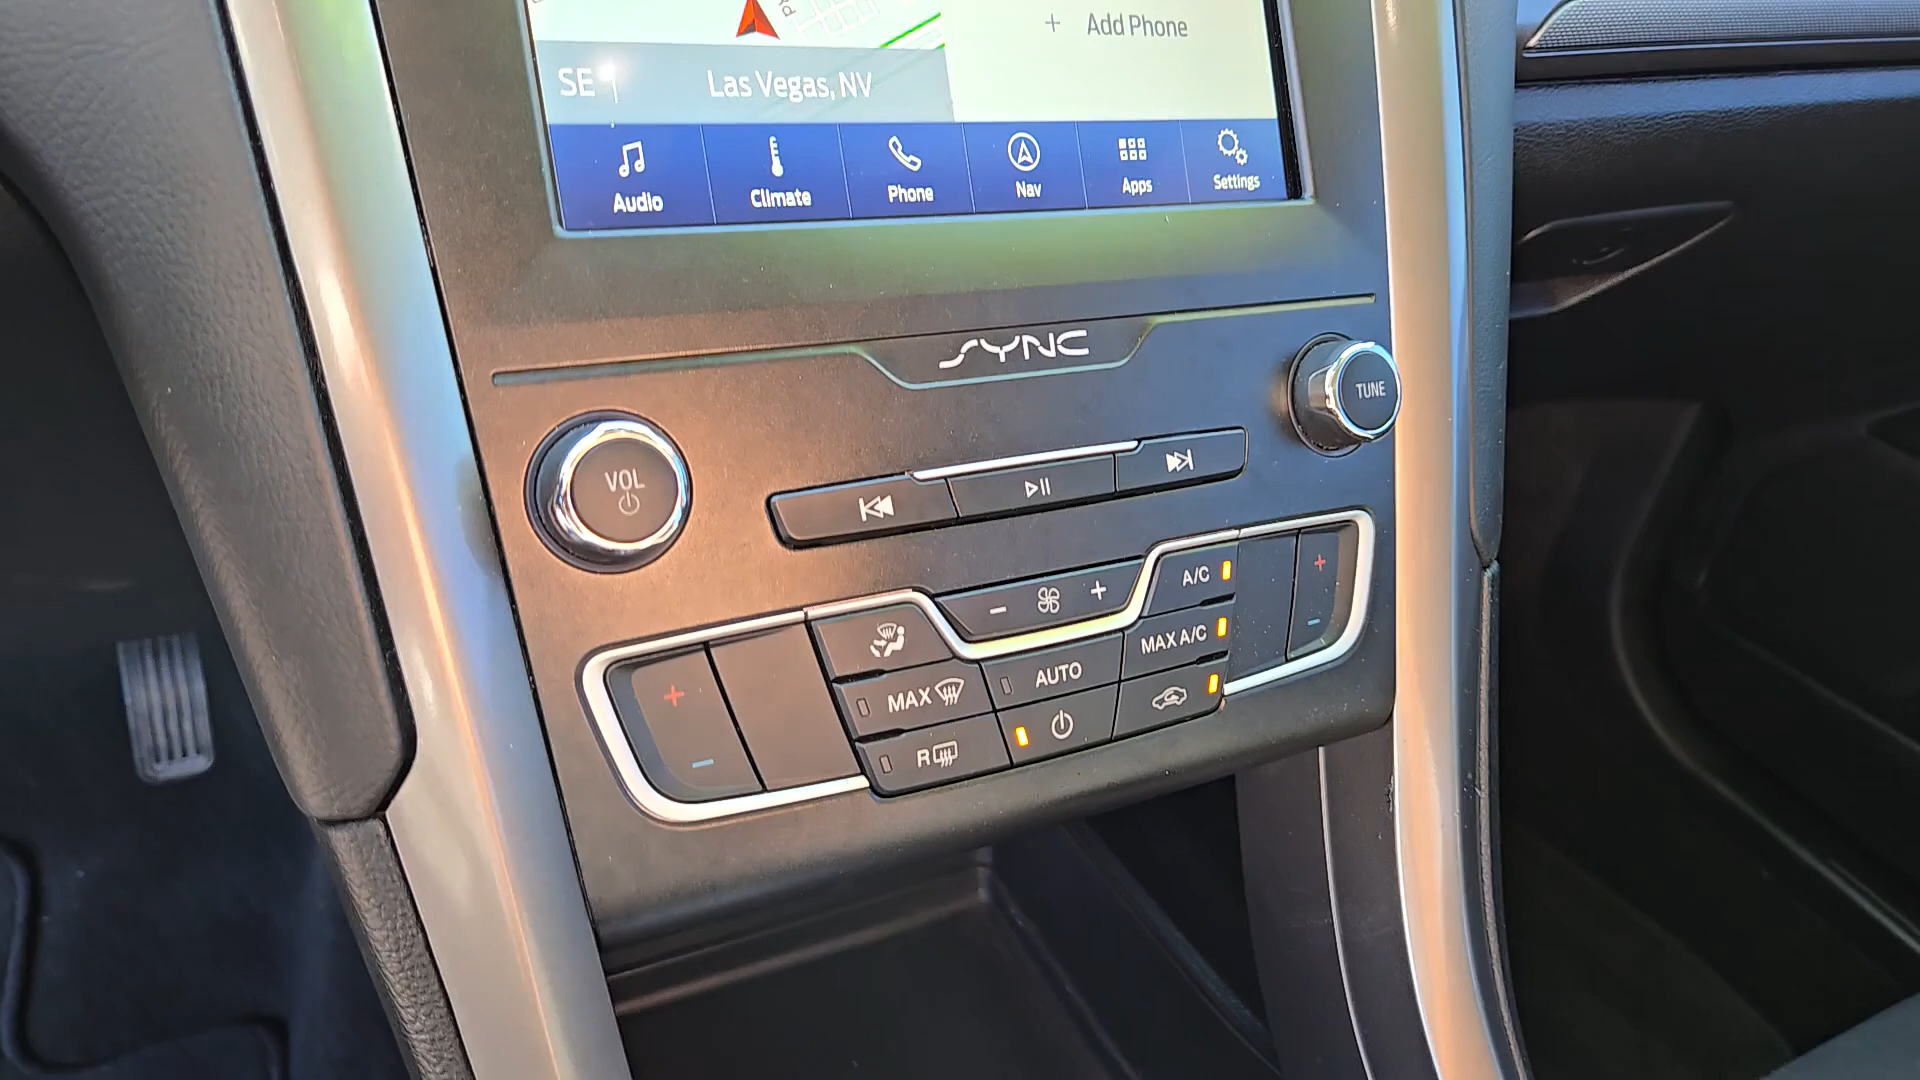 Add Phone
SE
Las Vegas, NV
Audio
Climate
Phone
Nav
Apps
Settings
SYNC
TUNE
VOL
A/C
MAX A/C
AUTO
MAX
R